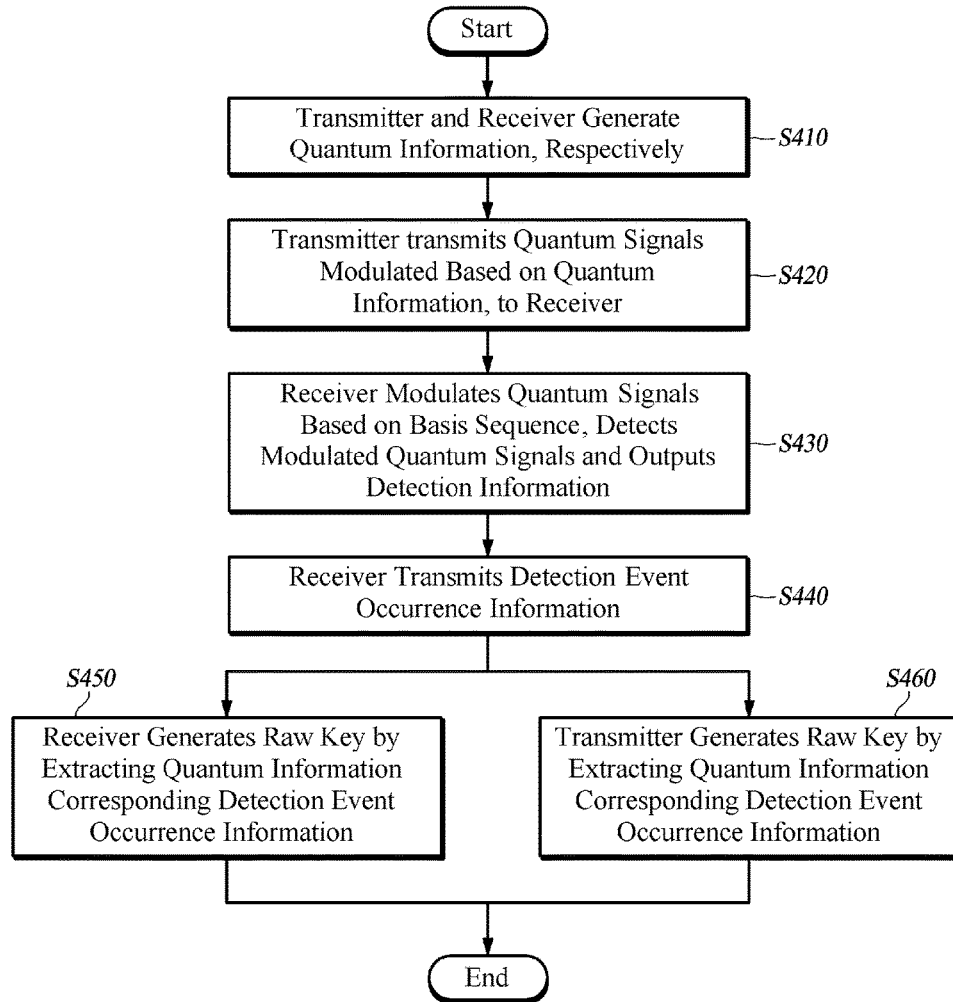 Start
Transmitter and Receiver Generate
Quantum Information, Respectively
S410
Transmitter transmits Quantum Signals
Modulated Based on Quantum
Information, to Receiver
S420
Receiver Modulates Quantum Signals
Based on Basis Sequence, Detects
Modulated Quantum Signals and Outputs
Detection Information
S430
Receiver Transmits Detection Event
Occurrence Information
S440
S450
Receiver Generates Raw Key by
Extracting Quantum Information
Corresponding Detection Event
Occurrence Information
S460
Transmitter Generates Raw Key by
Extracting Quantum Information
Corresponding Detection Event
Occurrence Information
End